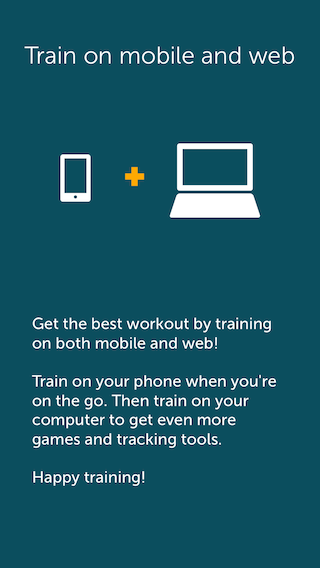 Train on mobile and web
Get the best workout by training
on both mobile and web!
Train on your phone when you're
on the go. Then train on your
computer to get even more
games and tracking tools.
Happy training!